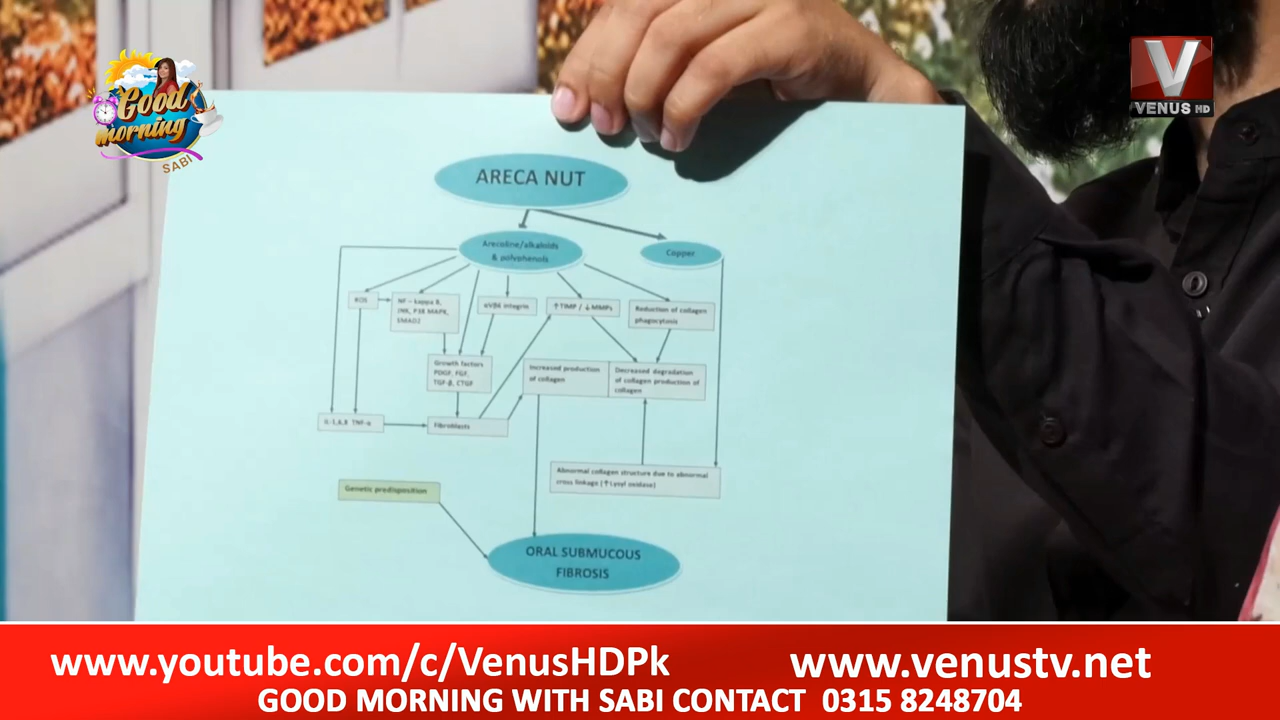 Good
morning
SABI
VENUS HD
ARECA NUT
Arecoline/alkaloids
& polyphenols
Copper
ROS
NF – kappa B,
JNK, P38 MAPK,
SMAD2
αVβ6 integrin
↑TIMP / ↓MMPs
Reduction of collagen
phagocytosis
Growth factors
PDGF, FGF,
TGF-β, CTGF
Increased production
of collagen
Decreased degradation
of collagen production of
collagen
IL-1,6,8 TNF-α
Fibroblasts
Abnormal collagen structure due to abnormal
cross linkage (↑Lysyl oxidase)
Genetic predisposition
ORAL SUBMUCOUS
FIBROSIS
www.youtube.com/c/VenusHDPk
www.venustv.net
GOOD MORNING WITH SABI CONTACT 0315 8248704